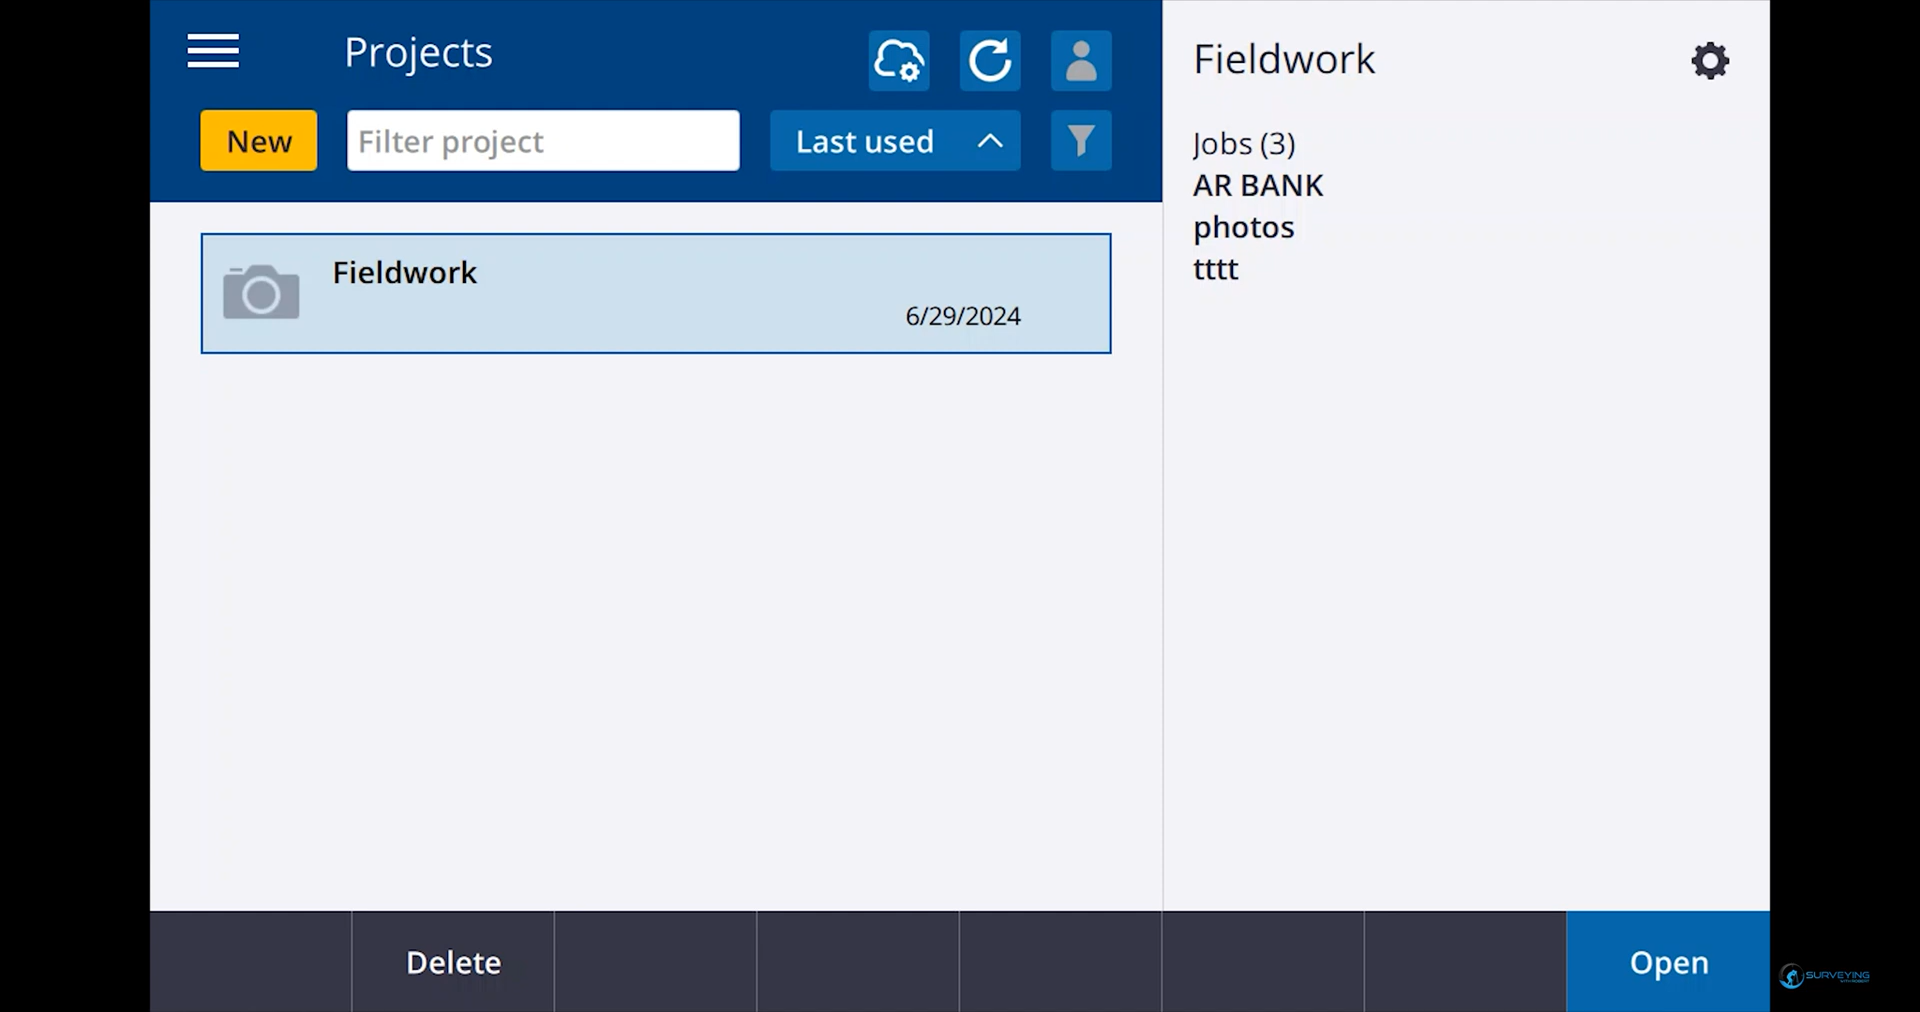 Projects
New
Filter project
Last used
Fieldwork
6/29/2024
Fieldwork
Jobs (3)
AR BANK
photos
tttt
Delete
Open
SURVEYING